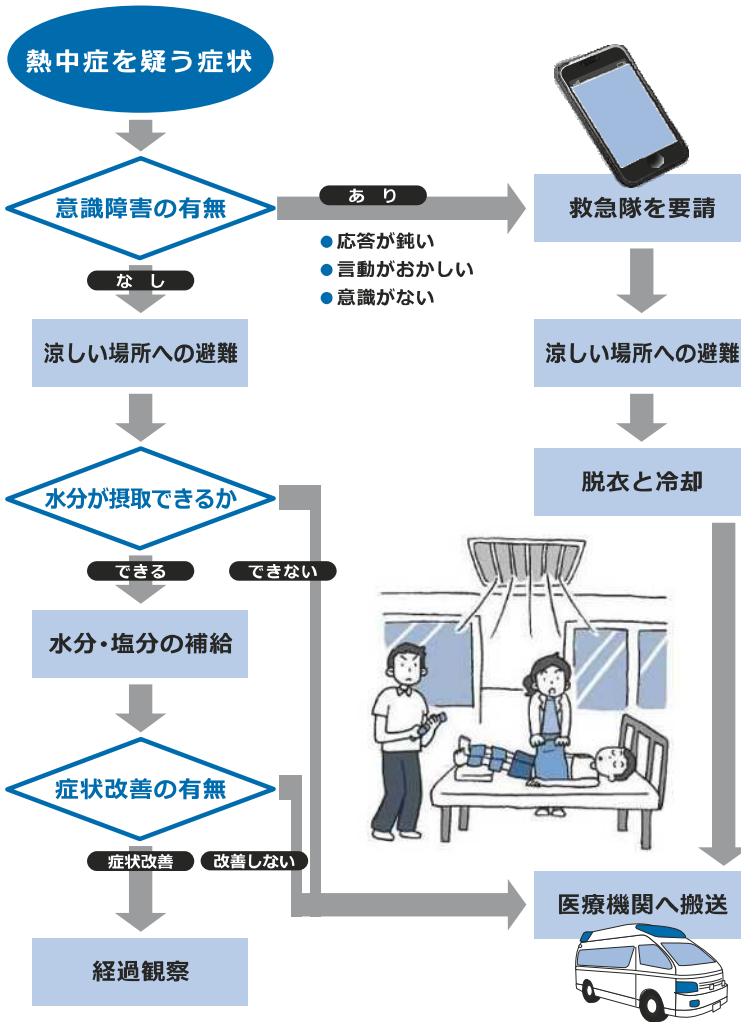 熱中症を疑う症状
意識障害の有無
あり
応答が鈍い
言動がおかしい
意識がない
救急隊を要請
なし
涼しい場所への避難
涼しい場所への避難
水分が摂取できるか
脱衣と冷却
できる
できない
水分・塩分の補給
症状改善の有無
症状改善
改善しない
医療機関へ搬送
経過観察